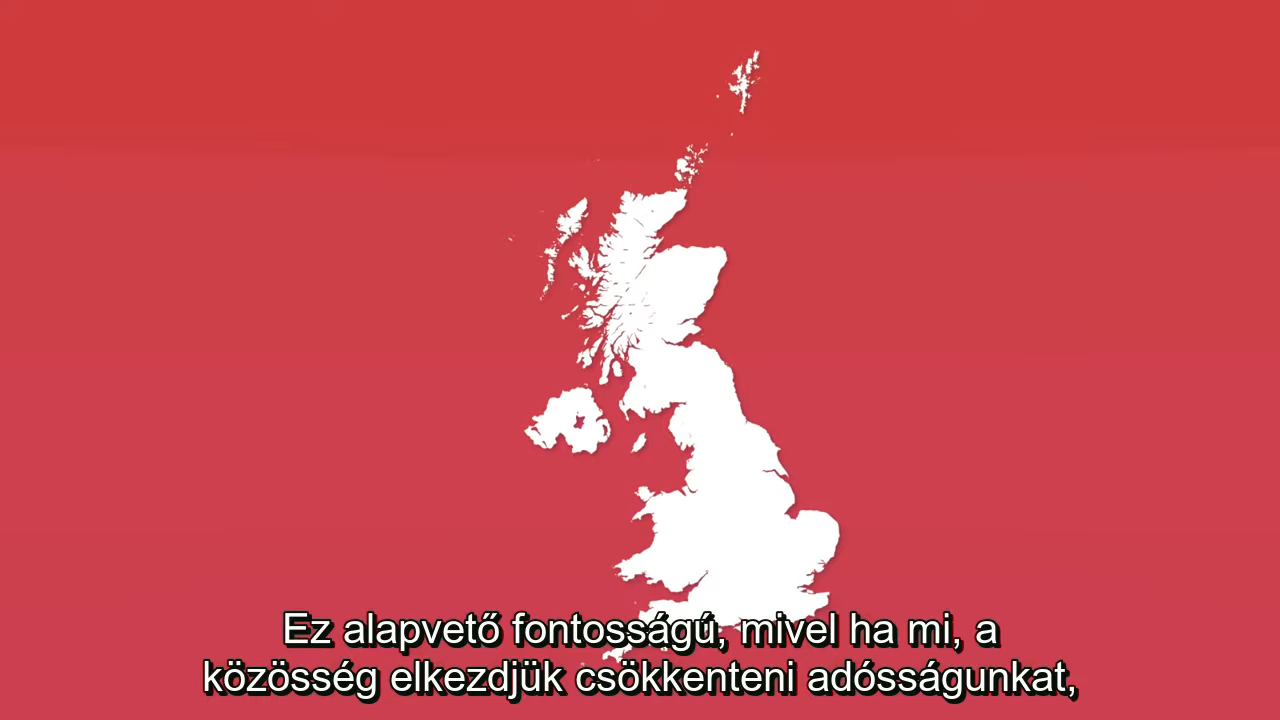 Ez alapvető fontosságú, mivel ha mi, a
közösség elkezdjük csökkenteni adósságunkat,